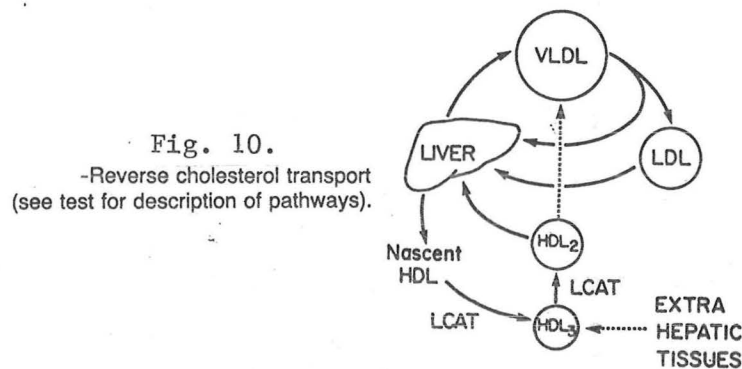 Fig. 10.
-Reverse cholesterol transport
(see test for description of pathways).
VLDL
LIVER
LDL
HDL2
Nascent
HDL
LCAT
LCAT
HDL3
EXTRA
HEPATIC
TISSUES